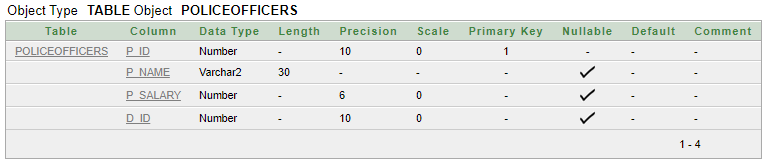 Object Type TABLE Object POLICEOFFICERS
Table Column Data Type Length Precision Scale Primary Key Nullable Default Comment
POLICEOFFICERS P_ID Number - 10 0 1 - - -
P_NAME Varchar2 30 - - - ✓ - -
P_SALARY Number - 6 0 - ✓ - -
D_ID Number - 10 0 - ✓ - -
1 - 4